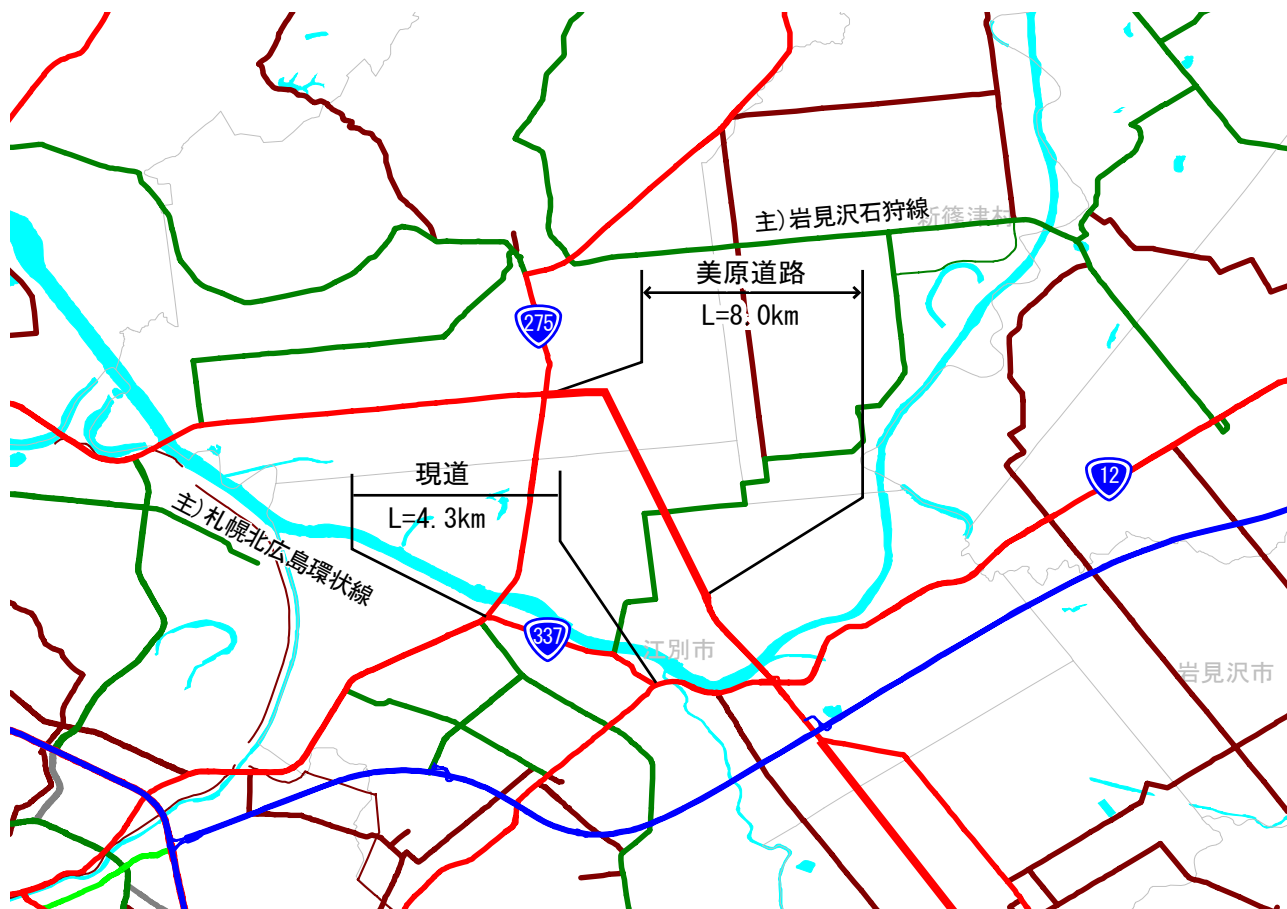 主)岩見沢石狩線
新篠津村
美原道路
L=8.0km
275
現道
L=4.3km
12
主)札幌北広島環状線
337
江別市
岩見沢市